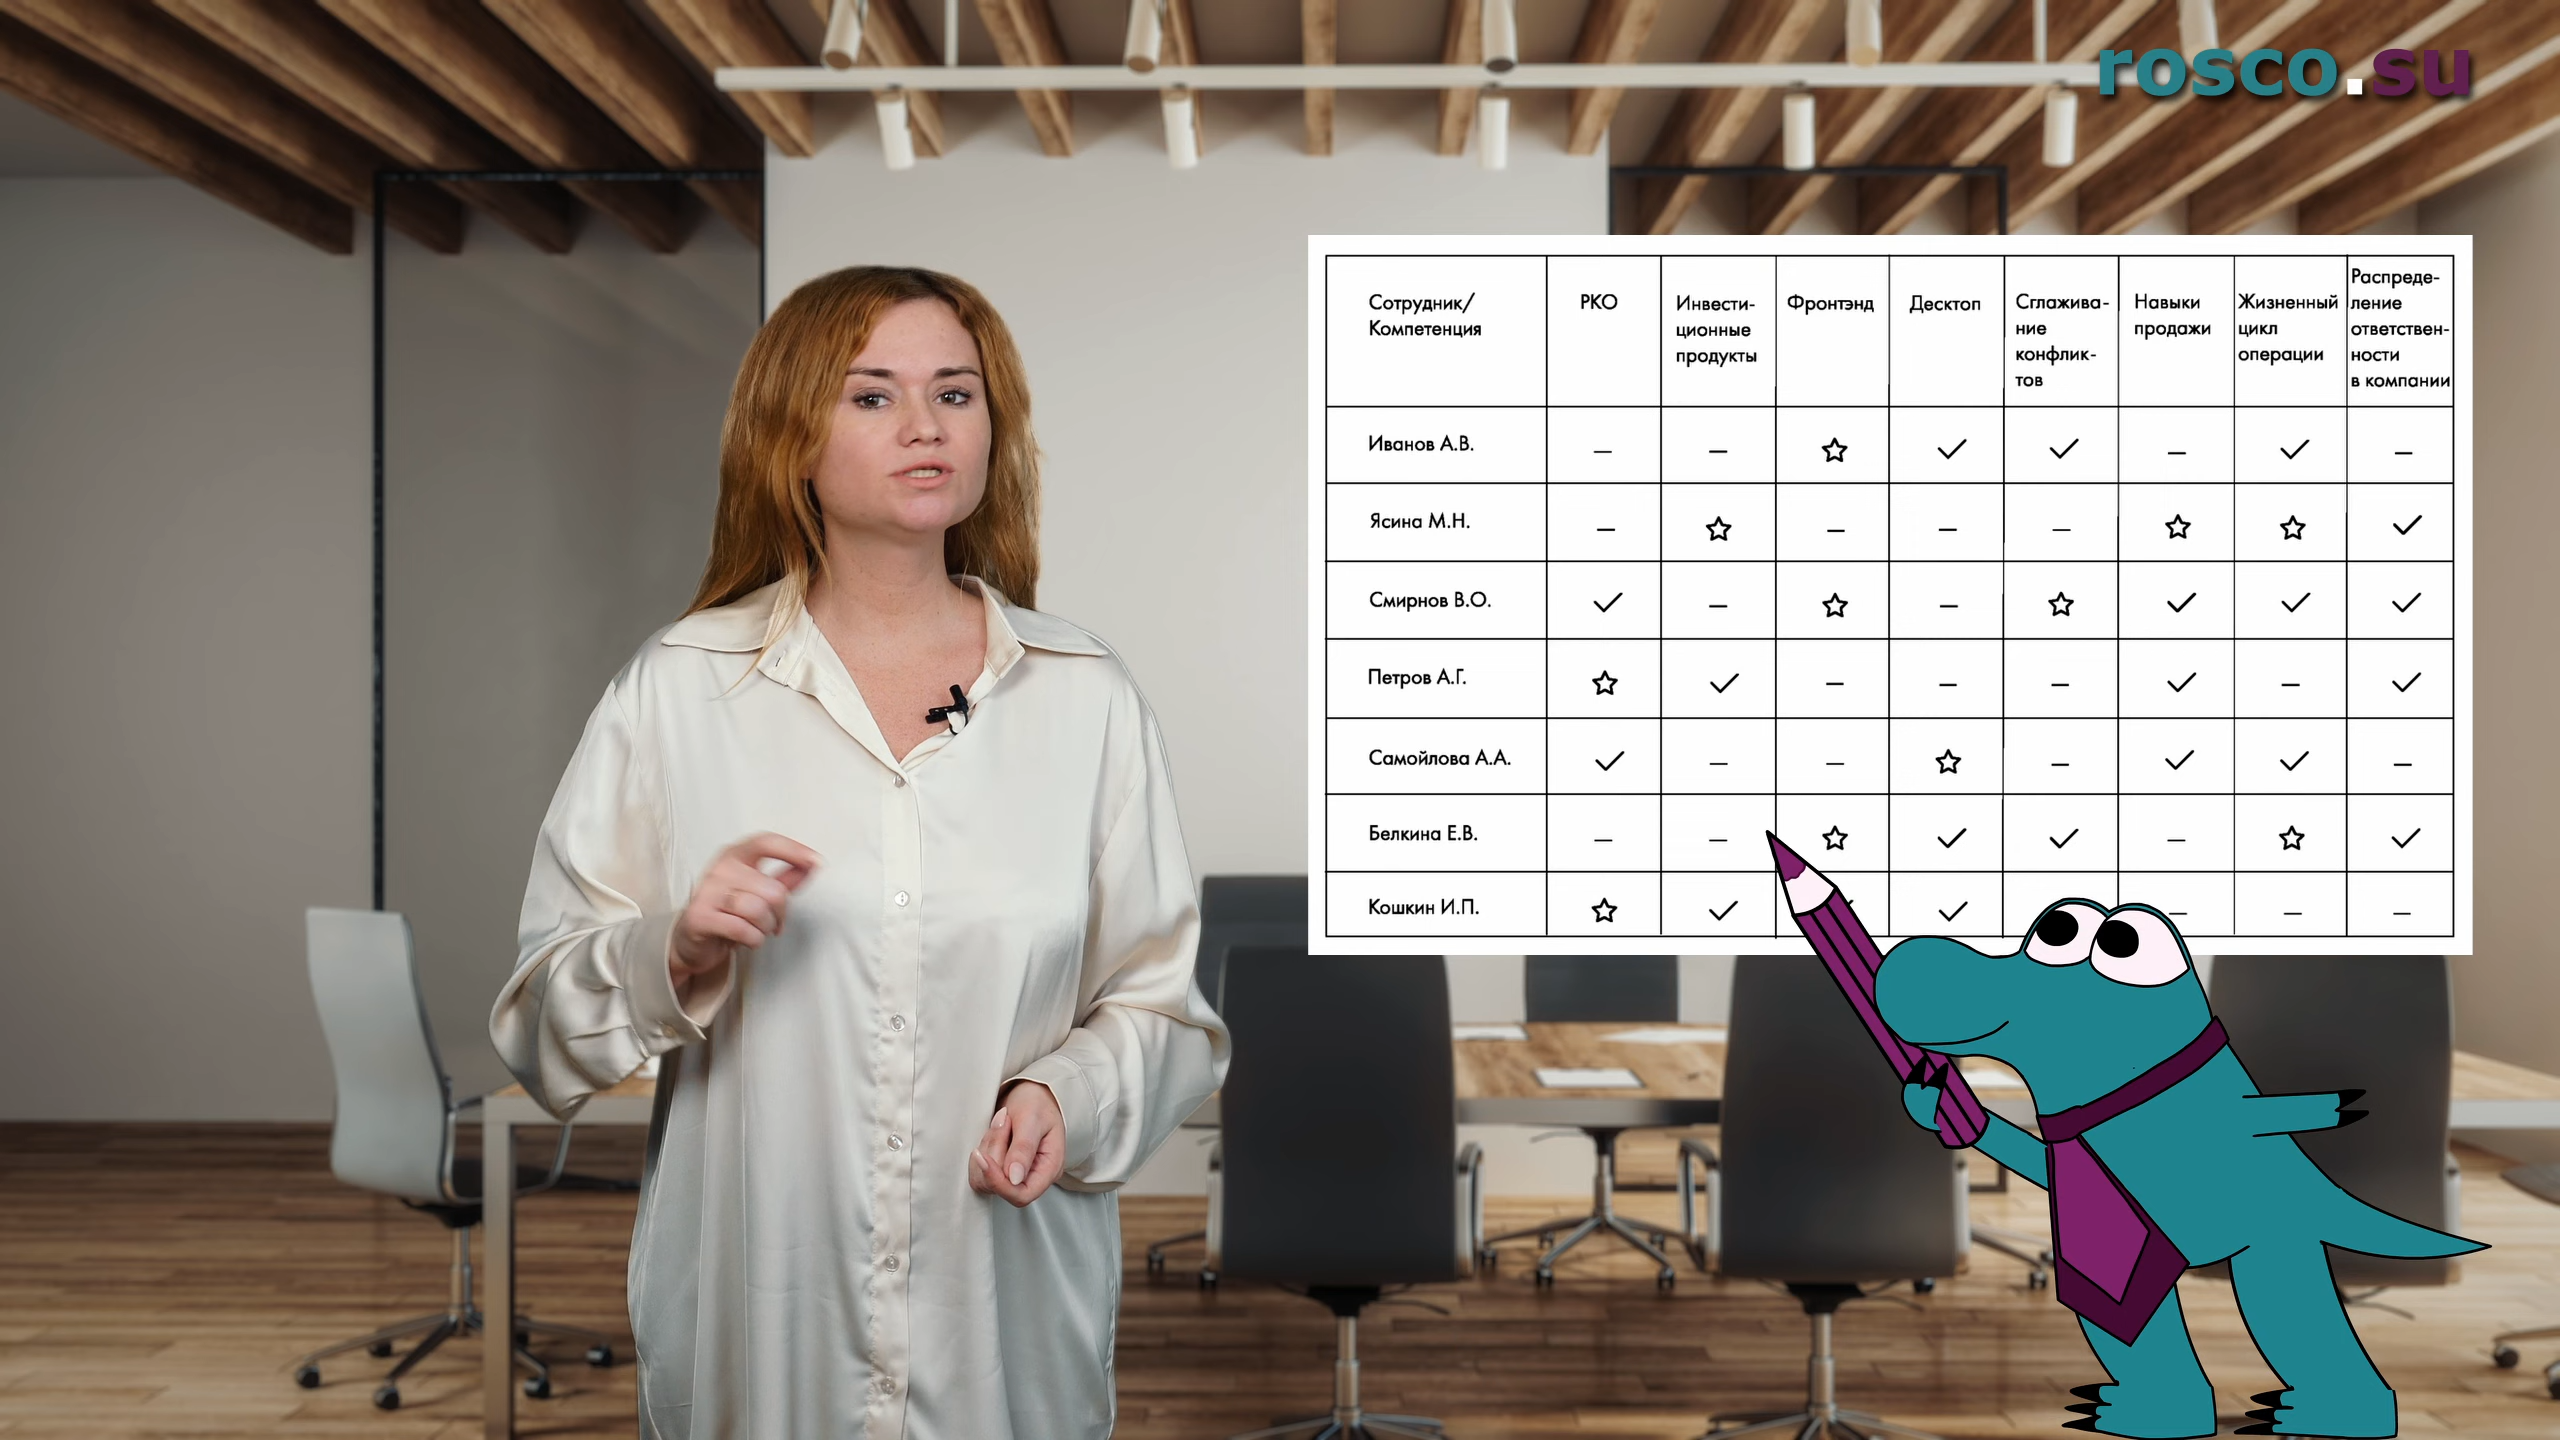 rosco.su
Сотрудник/
Компетенция
РКО
Инвести-
ционные
продукты
Фронтэнд
Десктоп
Сглажива-
ние
конфлик-
тов
Навыки
продажи
Жизненный
цикл
операции
Распреде-
ление
ответствен-
ности
в компании
Иванов А.В.
Ясина М.Н.
Смирнов В.О.
Петров А.Г.
Самойлова А.А.
Белкина Е.В.
Кошкин И.П.